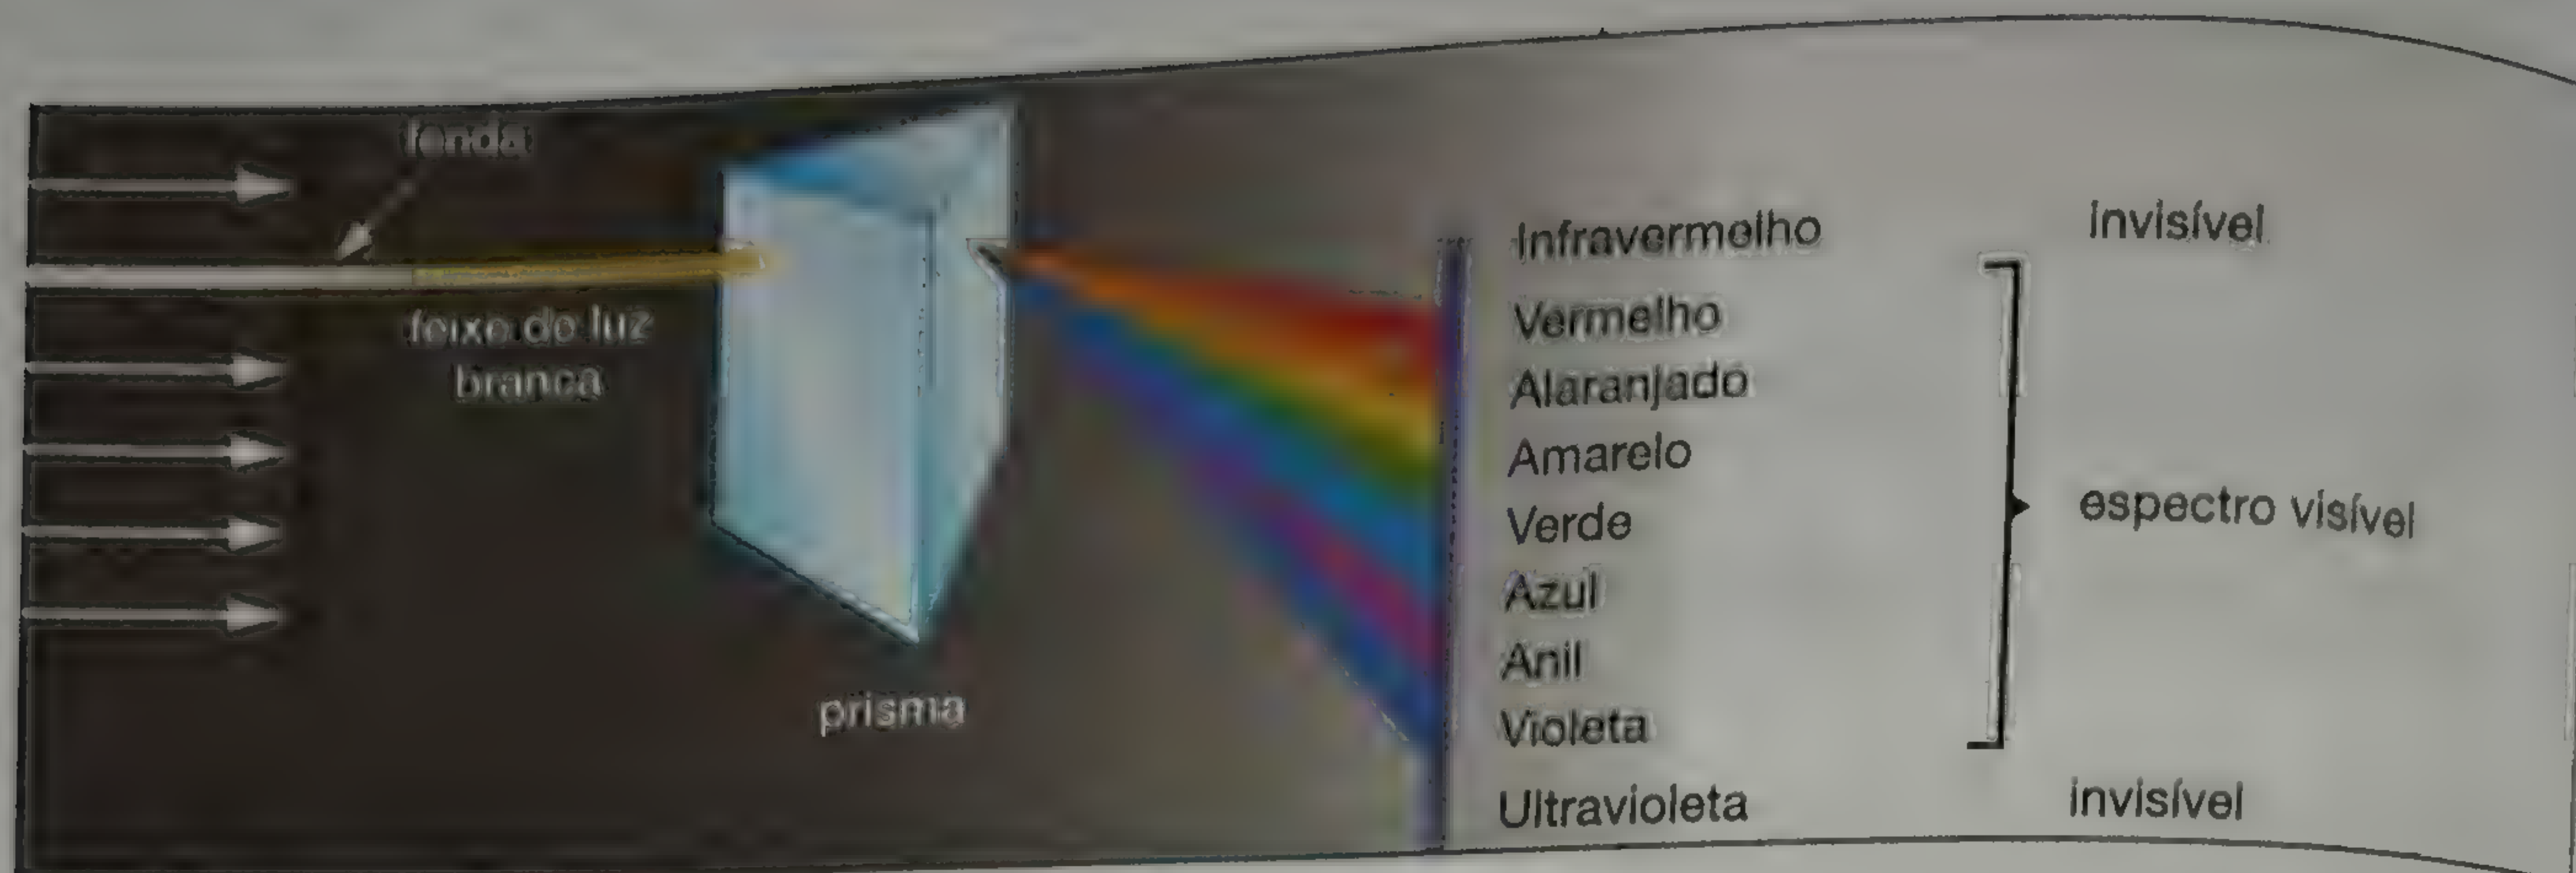 fenda
feixe de luz
branca
prisma
Infravermelho
invisível
Vermelho
Alaranjado
Amarelo
Verde
espectro visível
Azul
Anil
Violeta
Ultravioleta
invisível